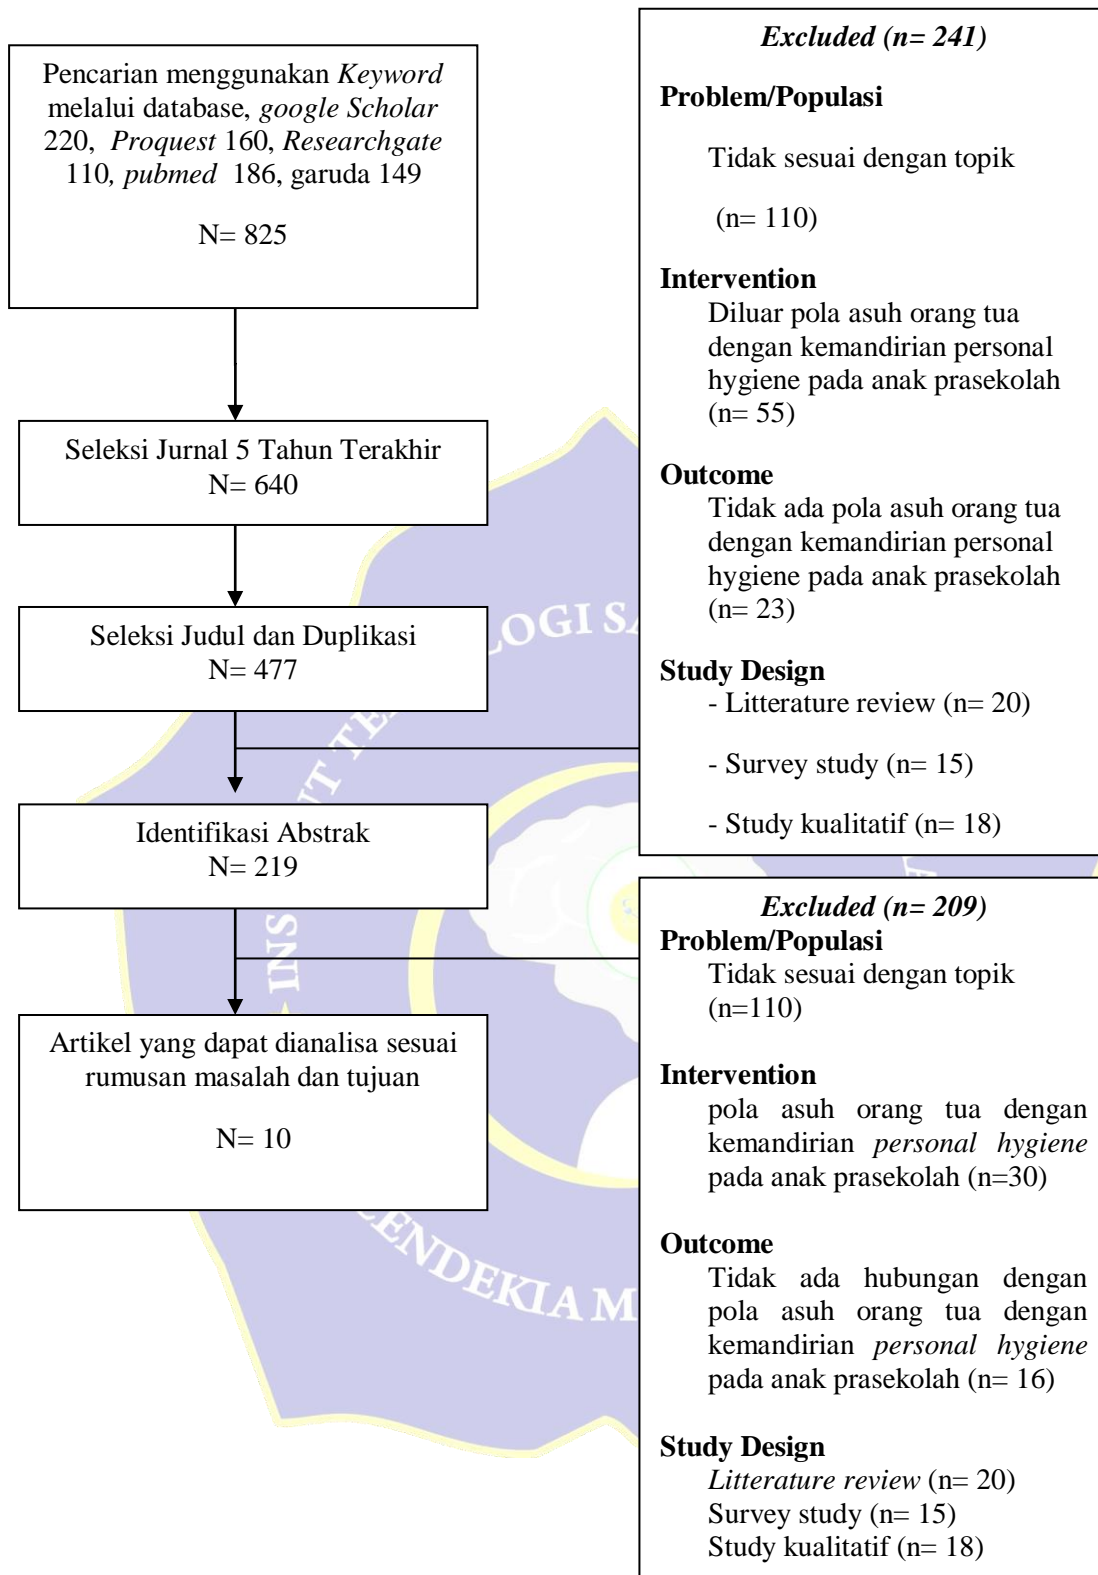 Pencarian menggunakan Keyword
melalui database, google Scholar
220, Proquest 160, Researchgate
110, pubmed 186, garuda 149
N= 825
Seleksi Jurnal 5 Tahun Terakhir
N= 640
Seleksi Judul dan Duplikasi
N= 477
Identifikasi Abstrak
N= 219
Artikel yang dapat dianalisa sesuai
rumusan masalah dan tujuan
N= 10
Excluded (n= 241)
Problem/Populasi
Tidak sesuai dengan topik
(n= 110)
Intervention
Diluar pola asuh orang tua
dengan kemandirian personal
hygiene pada anak prasekolah
(n= 55)
Outcome
Tidak ada pola asuh orang tua
dengan kemandirian personal
hygiene pada anak prasekolah
(n= 23)
Study Design
- Litterature review (n= 20)
- Survey study (n= 15)
- Study kualitatif (n= 18)
Excluded (n= 209)
Problem/Populasi
Tidak sesuai dengan topik
(n=110)
Intervention
pola asuh orang tua dengan
kemandirian personal hygiene
pada anak prasekolah (n=30)
Outcome
Tidak ada hubungan dengan
pola asuh orang tua dengan
kemandirian personal hygiene
pada anak prasekolah (n= 16)
Study Design
Litterature review (n= 20)
Survey study (n= 15)
Study kualitatif (n= 18)